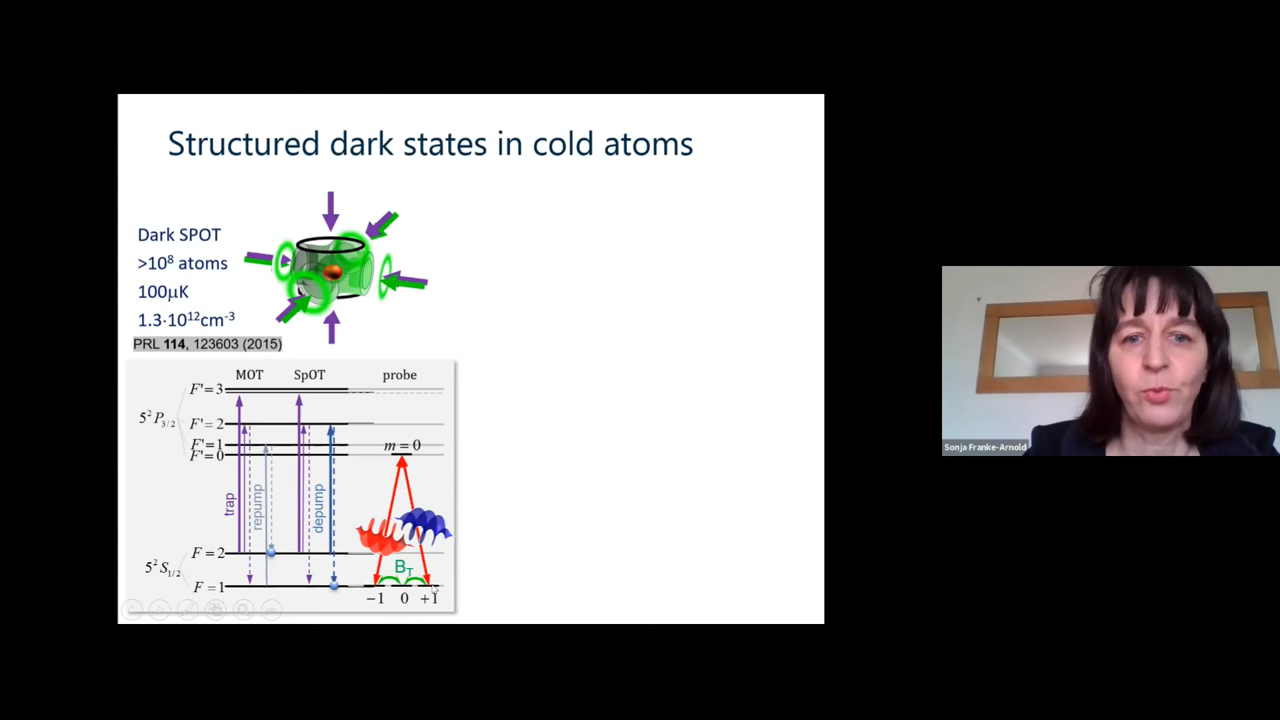 Structured dark states in cold atoms
Dark SPOT
>10⁸ atoms
100μK
1.3·10¹²cm⁻³
PRL 114, 123603 (2015)
MOT SpOT probe
F'=3
5²P₃/₂
F'=2
F'=1
F'=0
m=0
trap
repump
depump
F=2
5²S₁/₂
B_T
F=1
−1 0 +1
Sonja Franke-Arnold